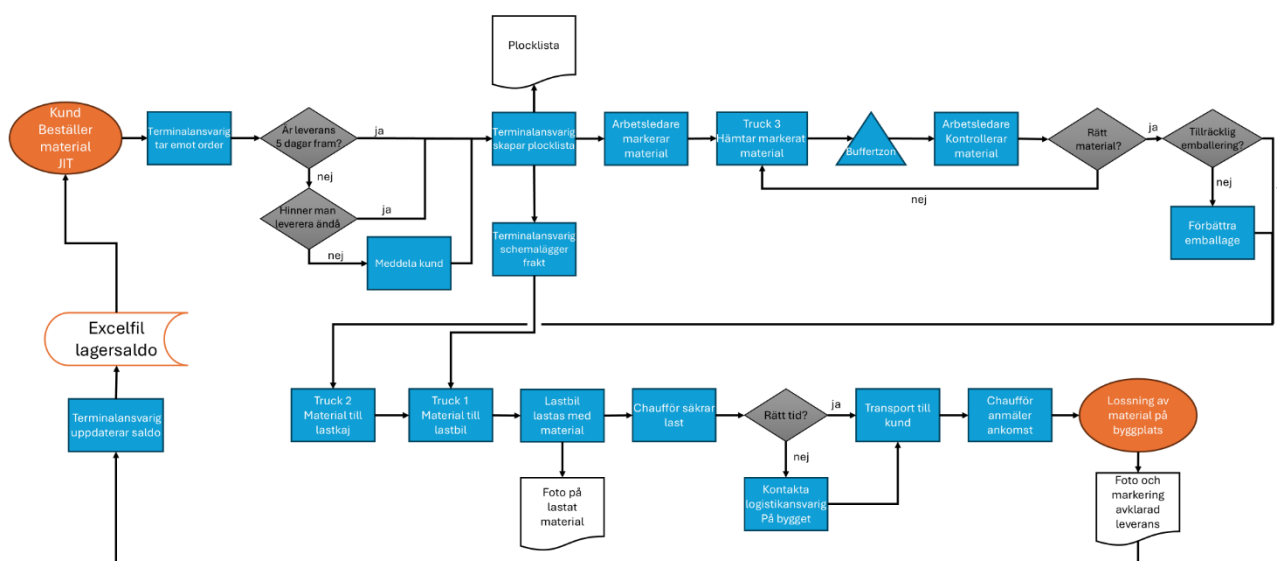 Plocklista
Kund
Beställer
material
JIT
Terminalansvarig
tar emot order
Är leverans
5 dagar fram?
ja
nej
Hinner man
leverera ändå
ja
nej
Meddela kund
Terminalansvarig
skapar plocklista
Terminalansvarig
schemalägger
frakt
Arbetsledare
markerar
material
Truck 3
Hämtar markerat
material
Buffertzon
Arbetsledare
Kontrollerar
material
Rätt
material?
ja
nej
Tillräcklig
emballering?
nej
Förbättra
emballage
Excelfil
lagersaldo
Terminalansvarig
uppdaterar saldo
Truck 2
Material till
lastkaj
Truck 1
Material till
lastbil
Lastbil
lastas med
material
Foto på
lastat
material
Chaufför säkrar
last
Rätt tid?
ja
nej
Kontakta
logistikansvarig
På bygget
Transport till
kund
Chaufför
anmäler
ankomst
Lossning av
material på
byggplats
Foto och
markering
avklarad
leverans